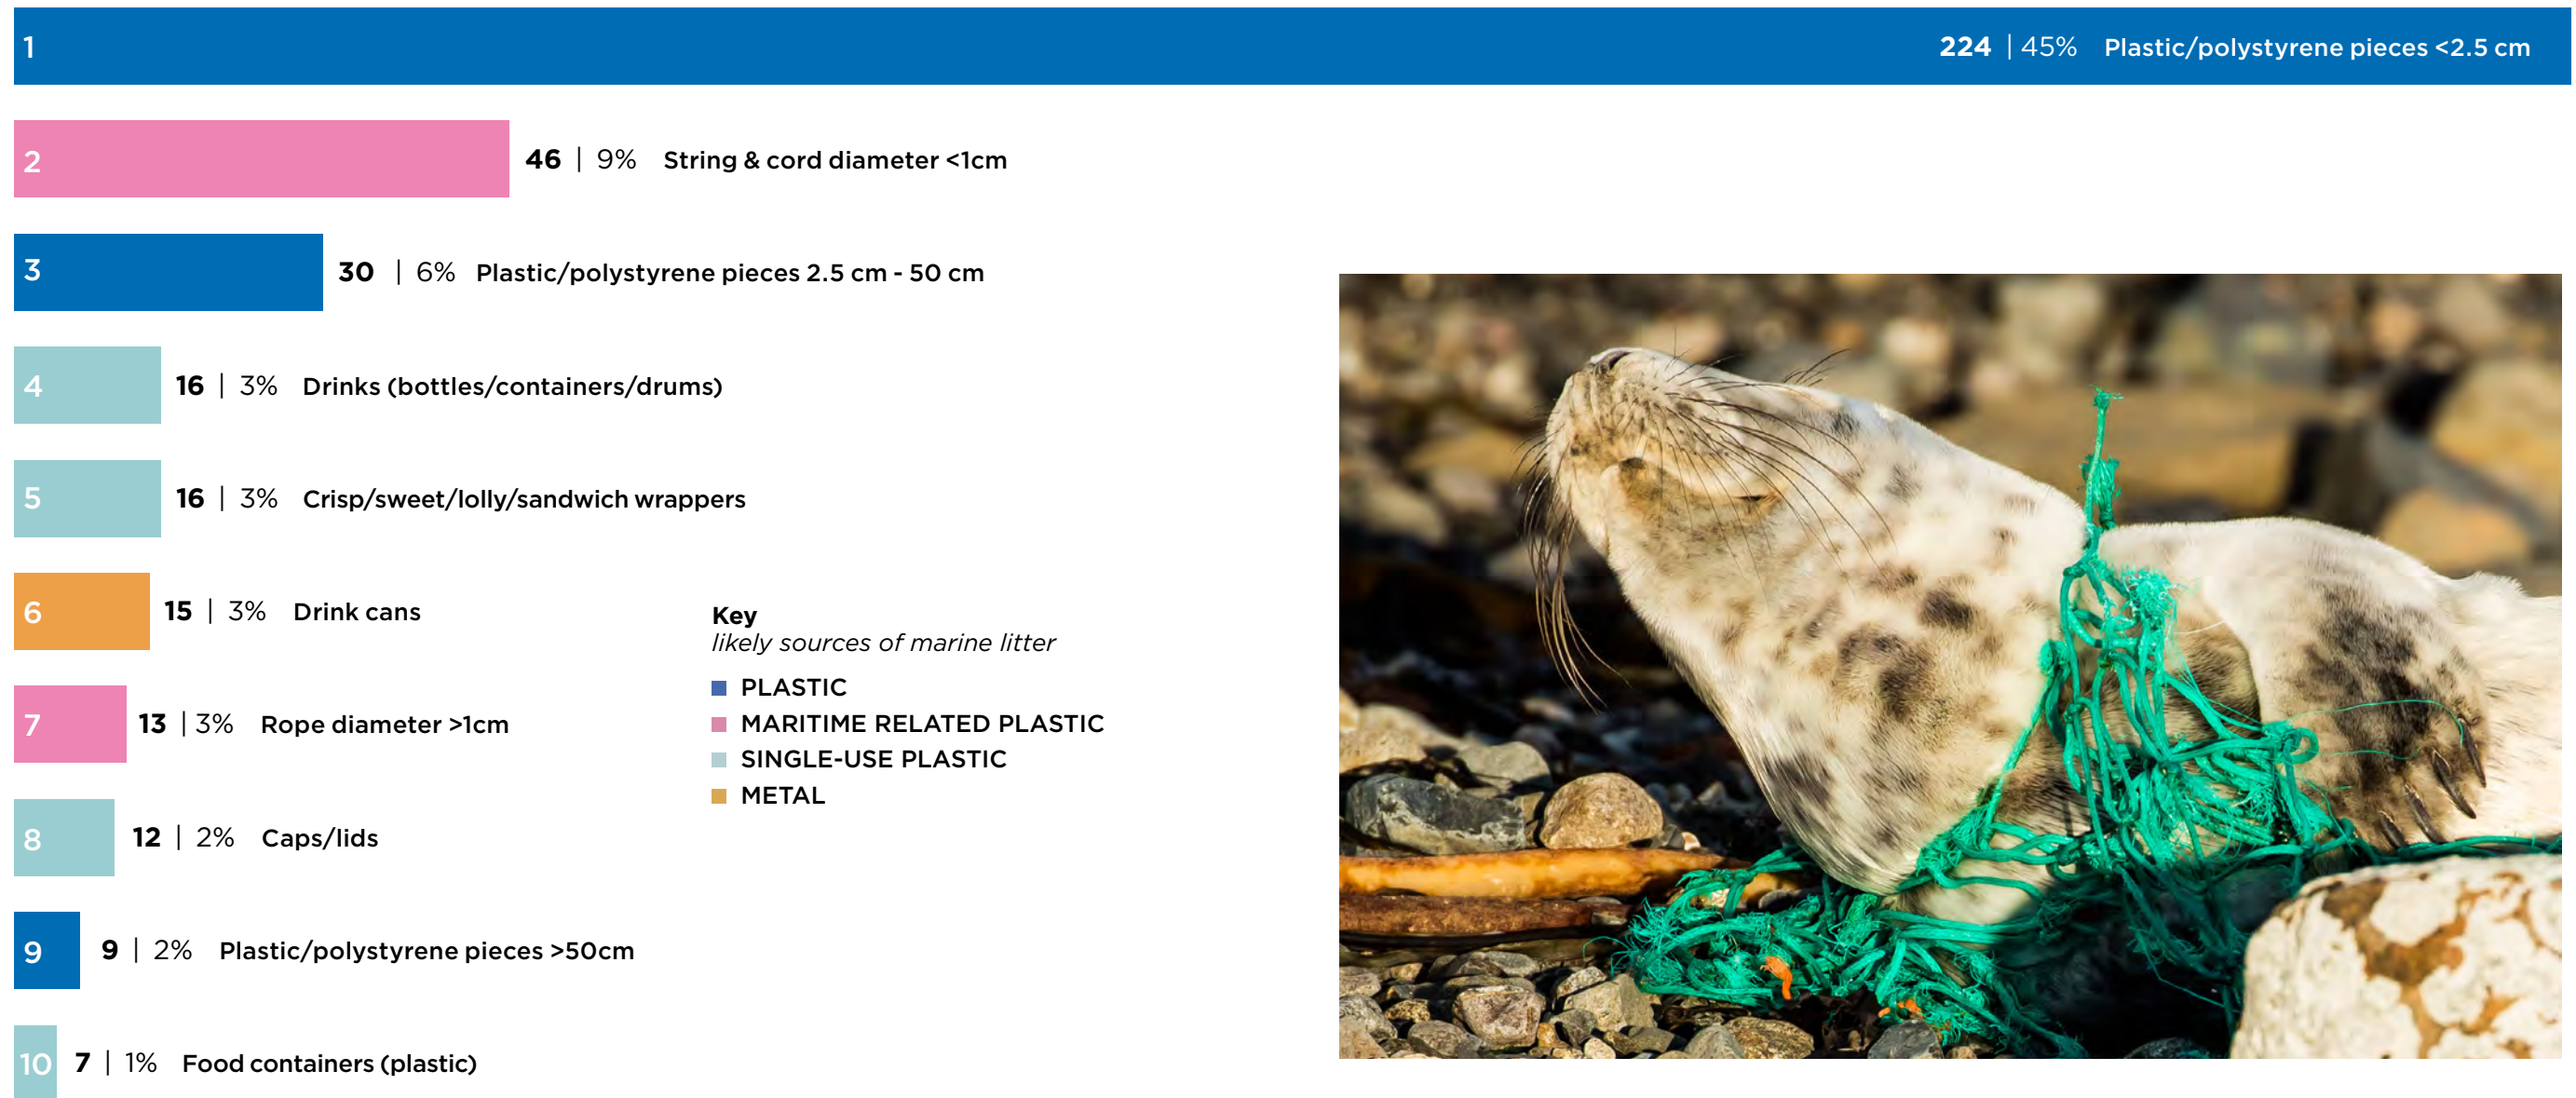 1 224 | 45% Plastic/polystyrene pieces <2.5 cm
2 46 | 9% String & cord diameter <1cm
3 30 | 6% Plastic/polystyrene pieces 2.5 cm - 50 cm
4 16 | 3% Drinks (bottles/containers/drums)
5 16 | 3% Crisp/sweet/lolly/sandwich wrappers
6 15 | 3% Drink cans
7 13 | 3% Rope diameter >1cm
8 12 | 2% Caps/lids
9 9 | 2% Plastic/polystyrene pieces >50cm
10 7 | 1% Food containers (plastic)
Key
likely sources of marine litter
PLASTIC
MARITIME RELATED PLASTIC
SINGLE-USE PLASTIC
METAL